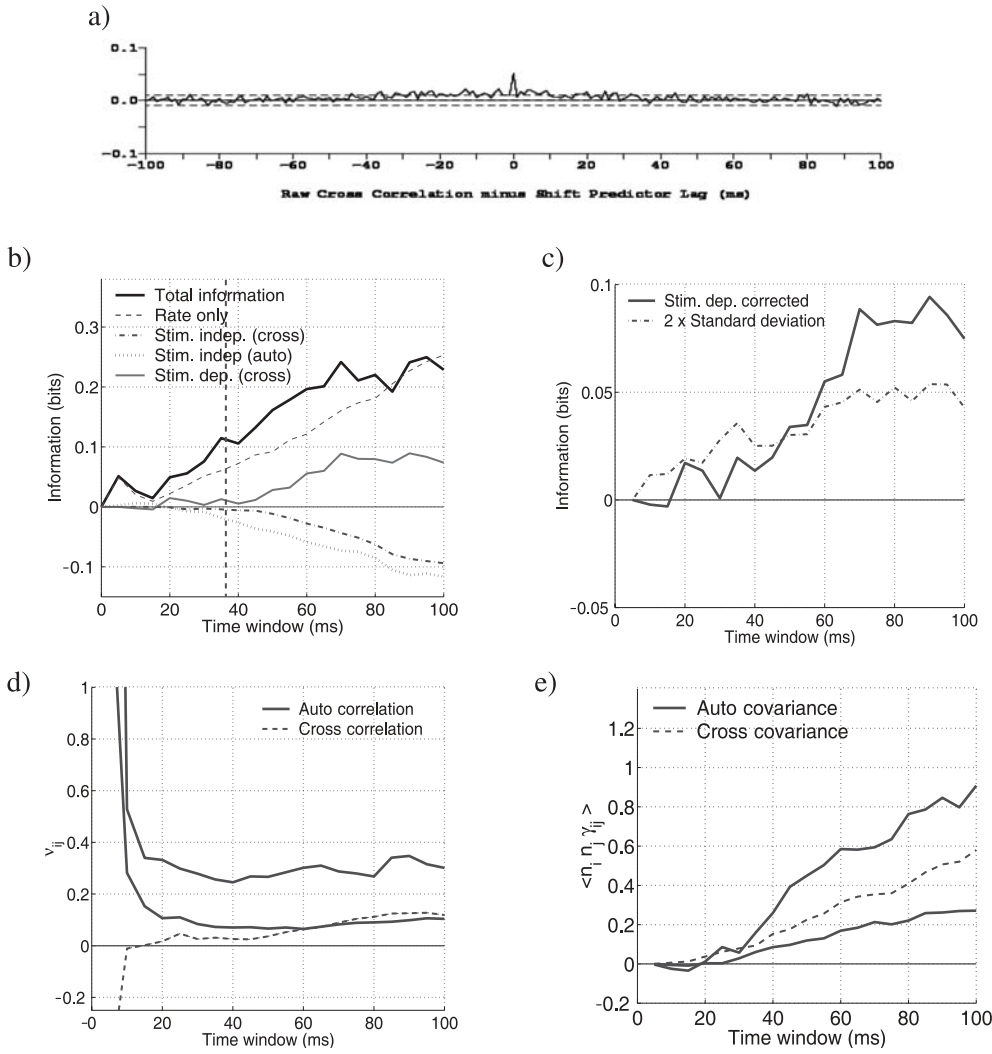 a)
0.1
0.0
-0.1
-100 -80 -60 -40 -20 0 20 40 60 80 100
Raw Cross Correlation minus Shift Predictor Lag (ms)
b)
Total information
Rate only
Stim. indep. (cross)
Stim. indep (auto)
Stim. dep. (cross)
0.3
0.2
0.1
0
-0.1
Information (bits)
0 20 40 60 80 100
Time window (ms)
c)
Stim. dep. corrected
2 x Standard deviation
0.1
0.05
0
-0.05
Information (bits)
20 40 60 80 100
Time window (ms)
d)
Auto correlation
Cross correlation
1
0.8
0.6
0.4
0.2
0
-0.2
ν_ij
-0 20 40 60 80 100
Time window (ms)
e)
Auto covariance
Cross covariance
1.2
1
0.8
0.6
0.4
0.2
0
-0.2
<n_i n_j γ_ij >
0 20 40 60 80 100
Time window (ms)